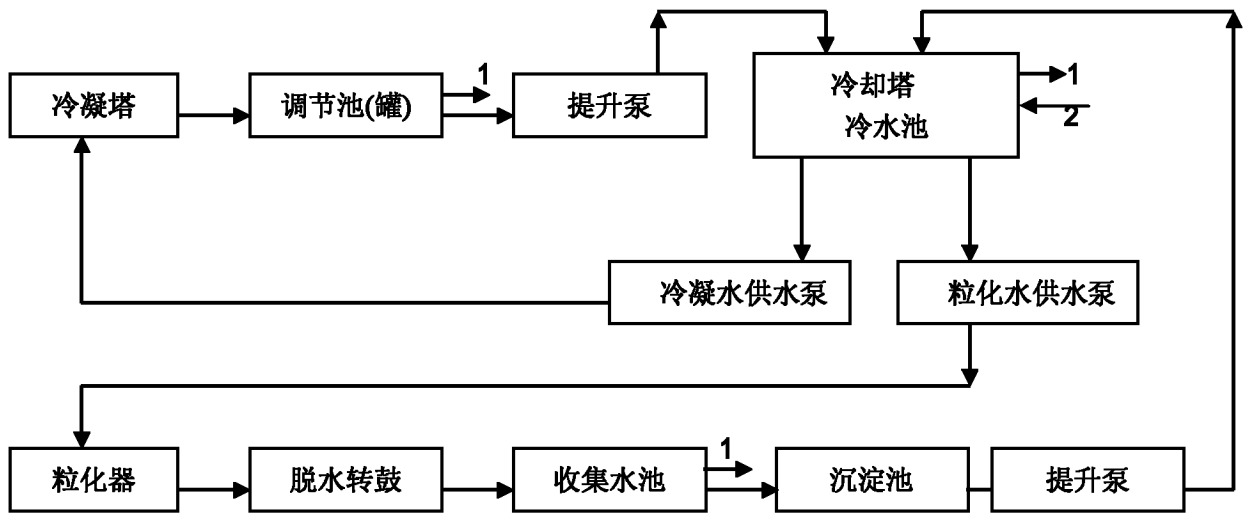 冷凝塔
调节池(罐)
1
提升泵
冷却塔
冷水池
1
2
冷凝水供水泵
粒化水供水泵
粒化器
脱水转鼓
收集水池
1
沉淀池
提升泵